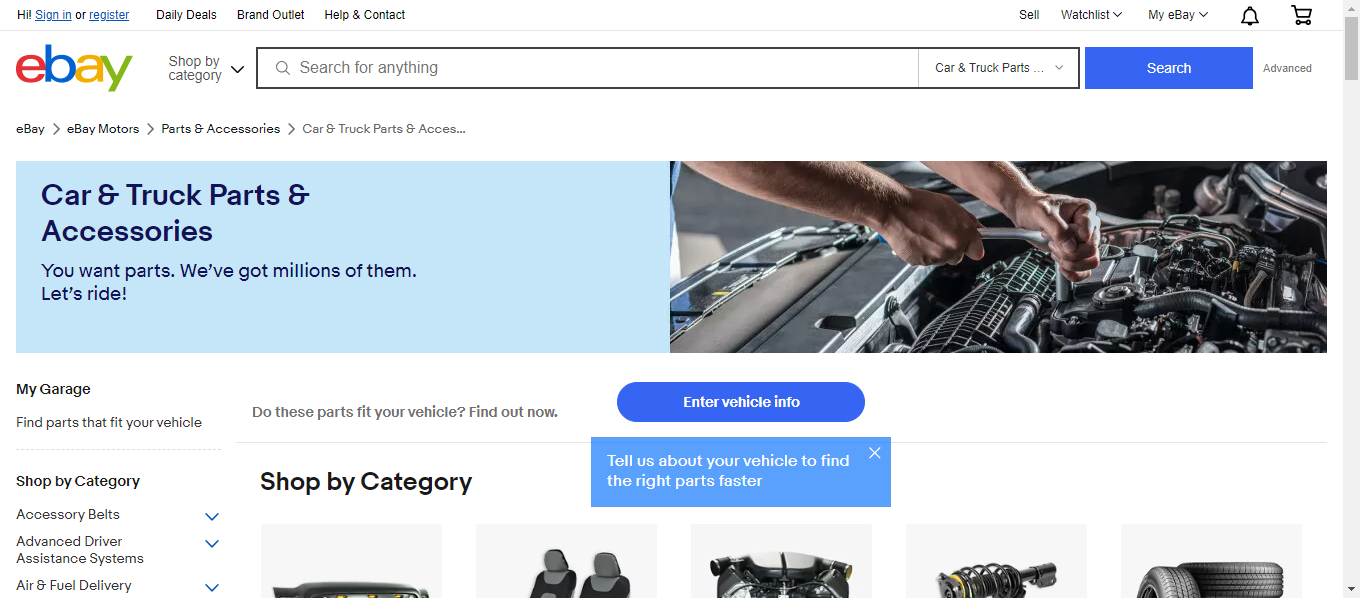 Hi! Sign in or register
Daily Deals
Brand Outlet
Help & Contact
Sell
Watchlist
My eBay
ebay
Shop by category
Search for anything
Car & Truck Parts ...
Search
Advanced
eBay
eBay Motors
Parts & Accessories
Car & Truck Parts & Acces...
Car & Truck Parts &
Accessories
You want parts. We've got millions of them.
Let's ride!
My Garage
Find parts that fit your vehicle
Do these parts fit your vehicle? Find out now.
Enter vehicle info
Tell us about your vehicle to find
the right parts faster
Shop by Category
Accessory Belts
Advanced Driver
Assistance Systems
Air & Fuel Delivery
Shop by Category